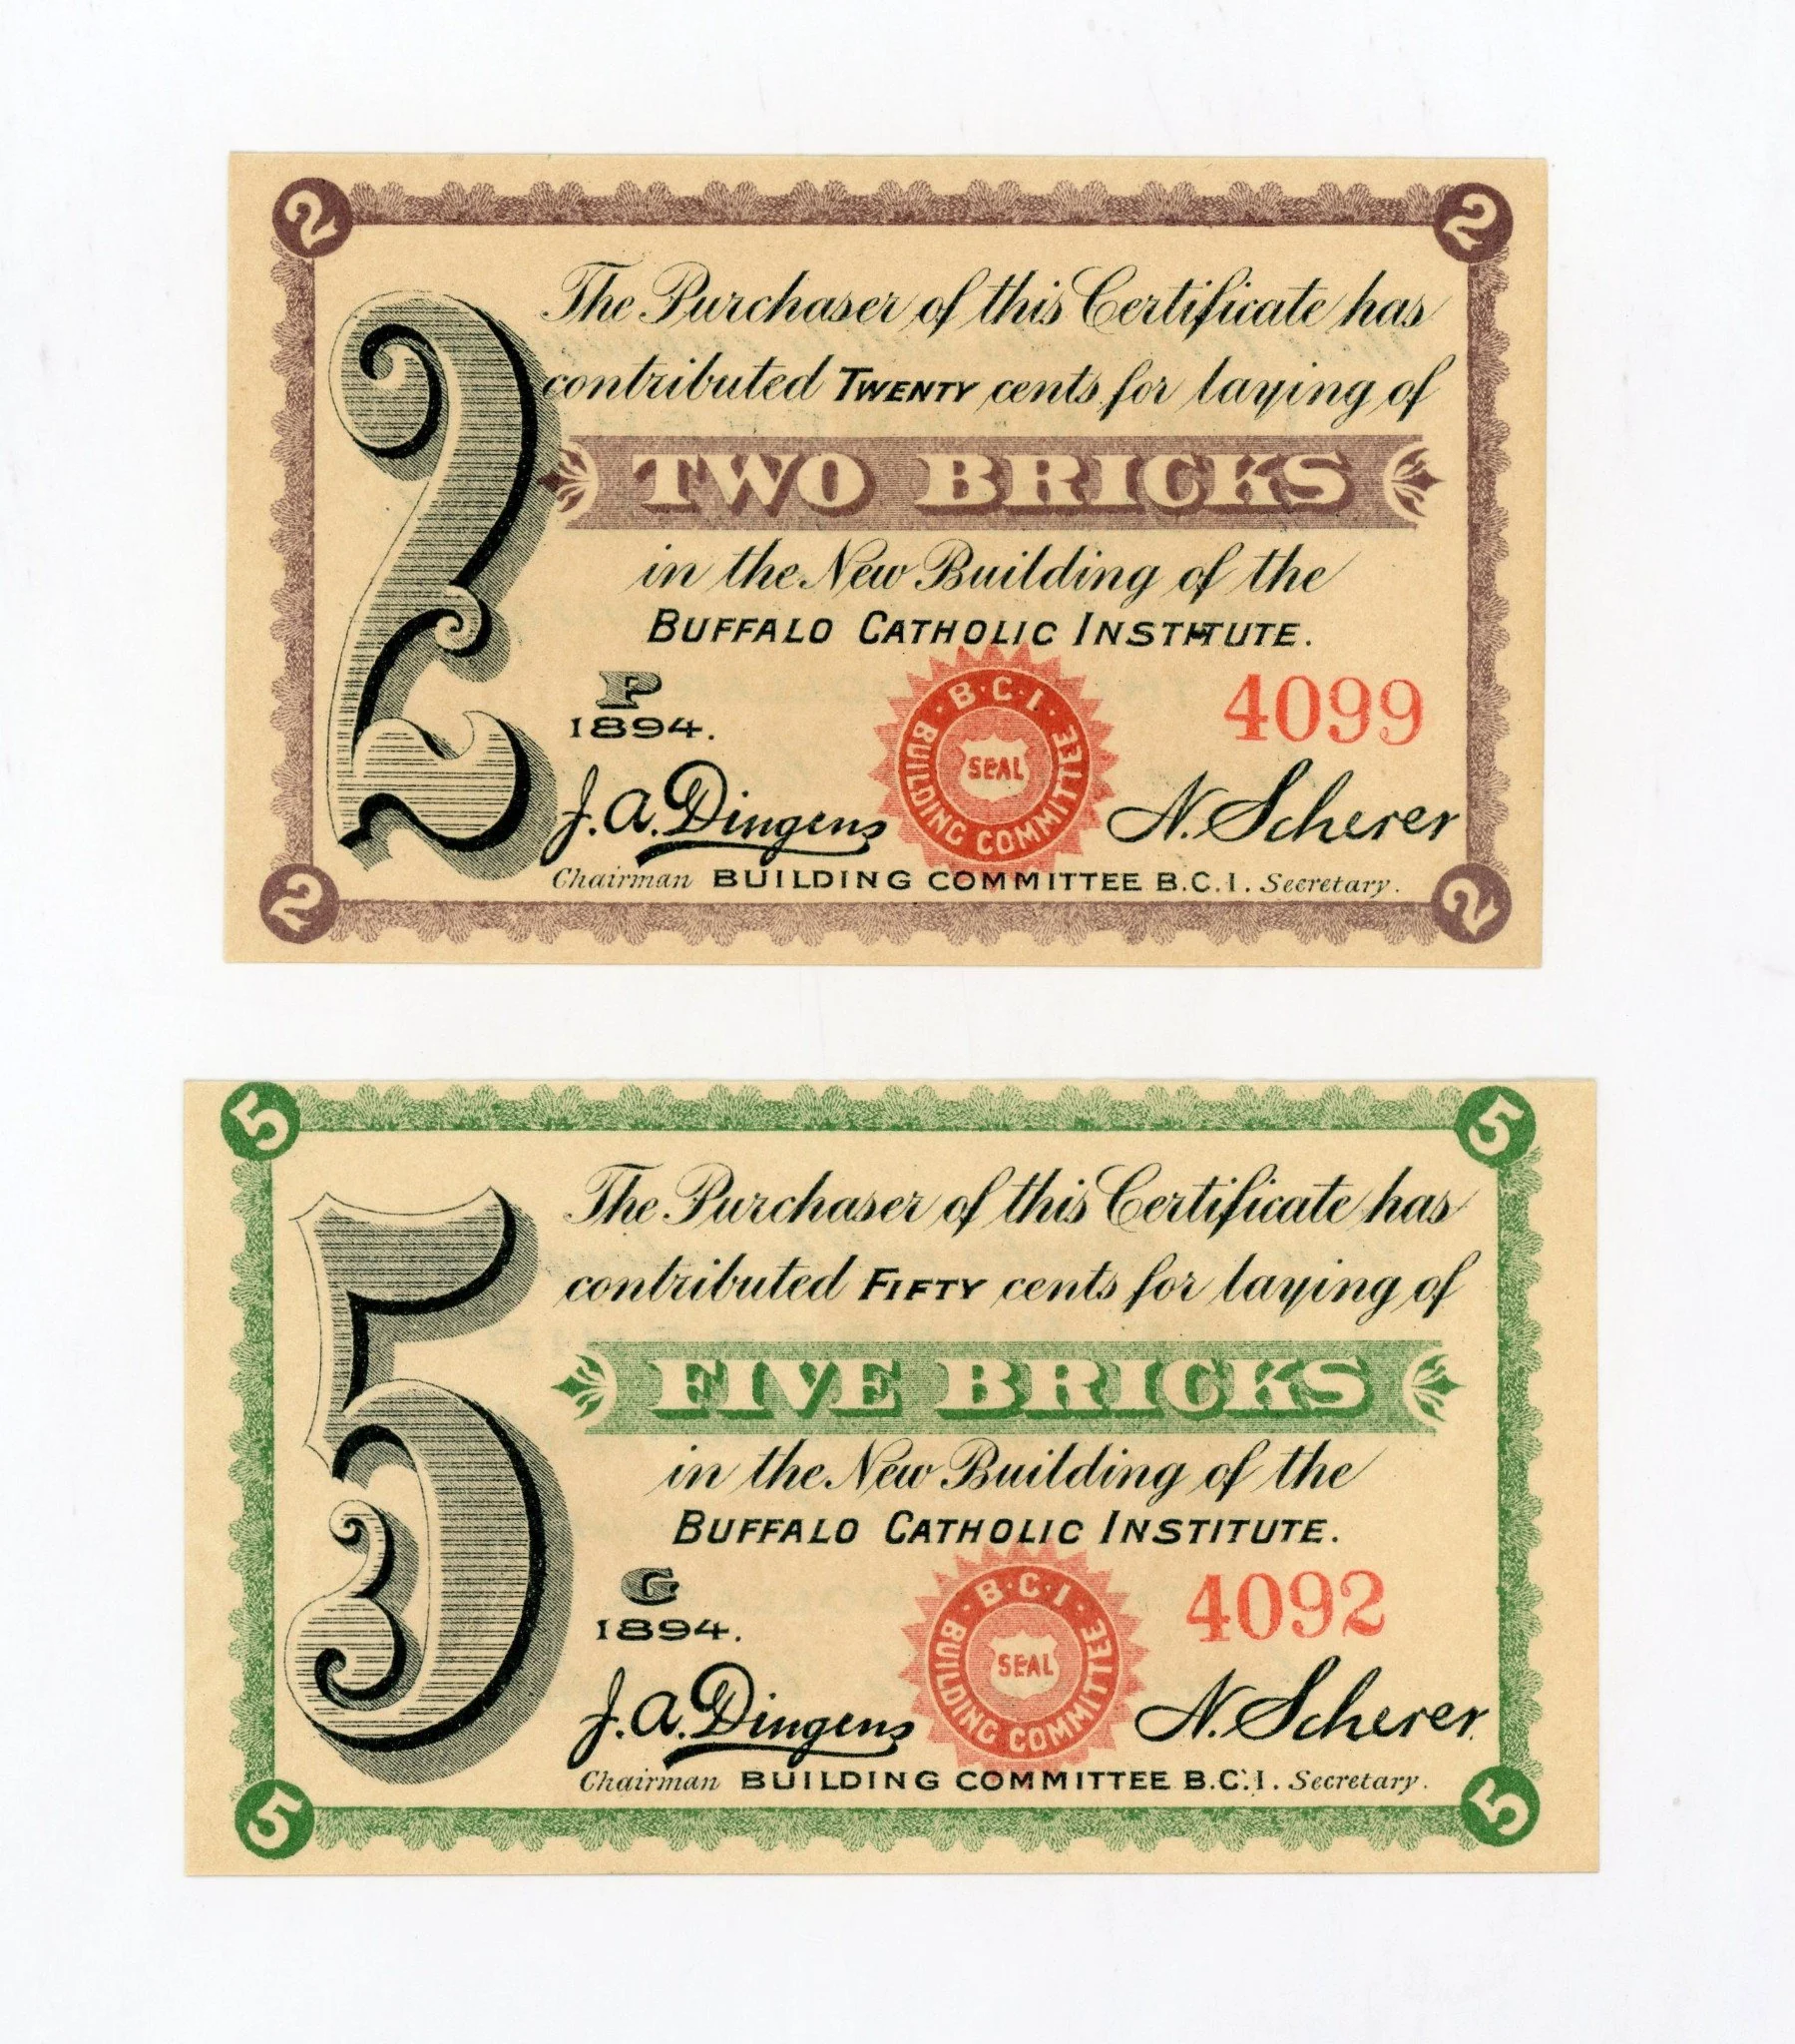 2 2
The Purchaser of this Certificate has
contributed TWENTY cents for laying of
2
TWO BRICKS
in the New Building of the
BUFFALO CATHOLIC INSTITUTE.
P
1894.
B.C.I. BUILDING COMMITTEE
SEAL
4099
J.A. Dingens
N. Scherer
Chairman BUILDING COMMITTEE B.C.I. Secretary.
2 2
5 5
The Purchaser of this Certificate has
contributed FIFTY cents for laying of
5
FIVE BRICKS
in the New Building of the
BUFFALO CATHOLIC INSTITUTE.
G
1894.
B.C.I. BUILDING COMMITTEE
SEAL
4092
J.A. Dingens
N. Scherer.
Chairman BUILDING COMMITTEE B.C.I. Secretary.
5 5